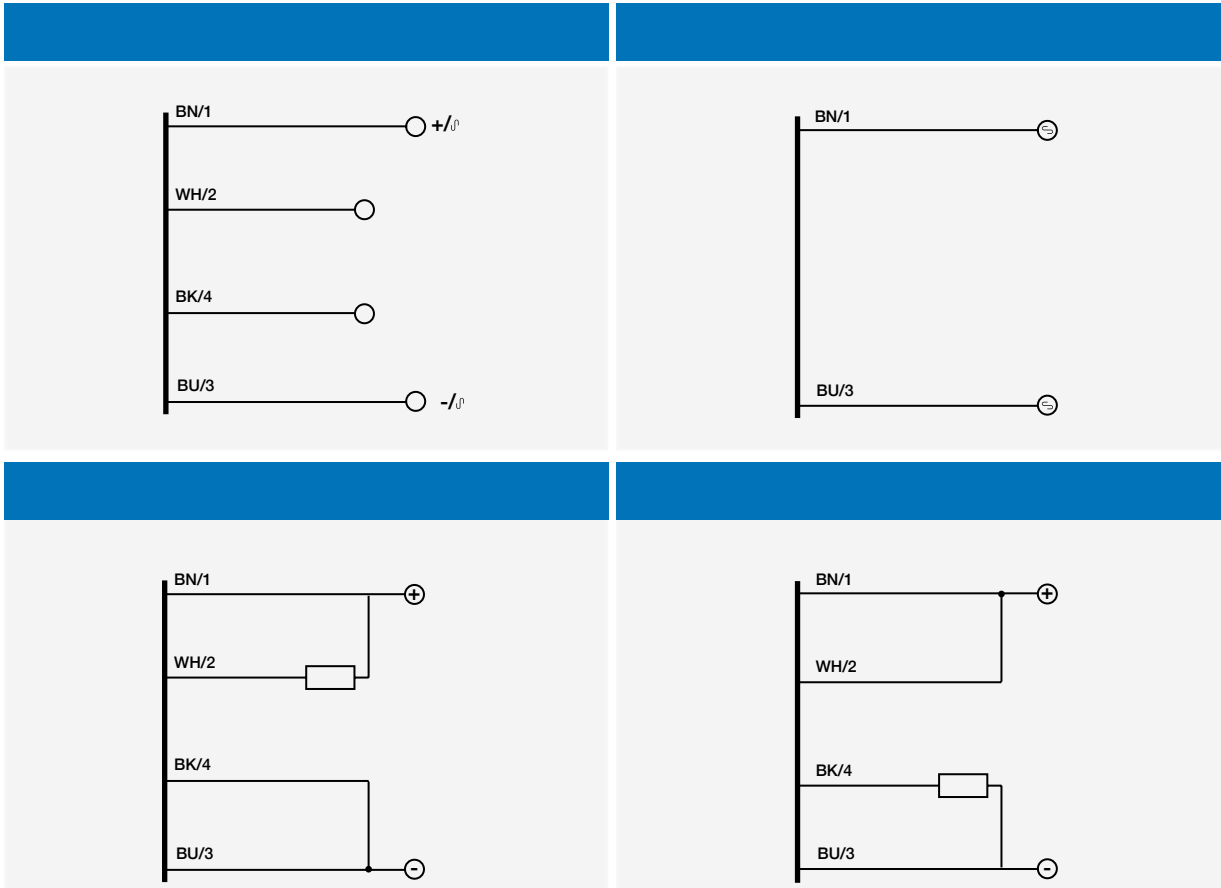 BN/1
+/∿
WH/2
BK/4
BU/3
-/∿
BN/1
BU/3
BN/1
+
WH/2
BK/4
BU/3
-
BN/1
+
WH/2
BK/4
BU/3
-